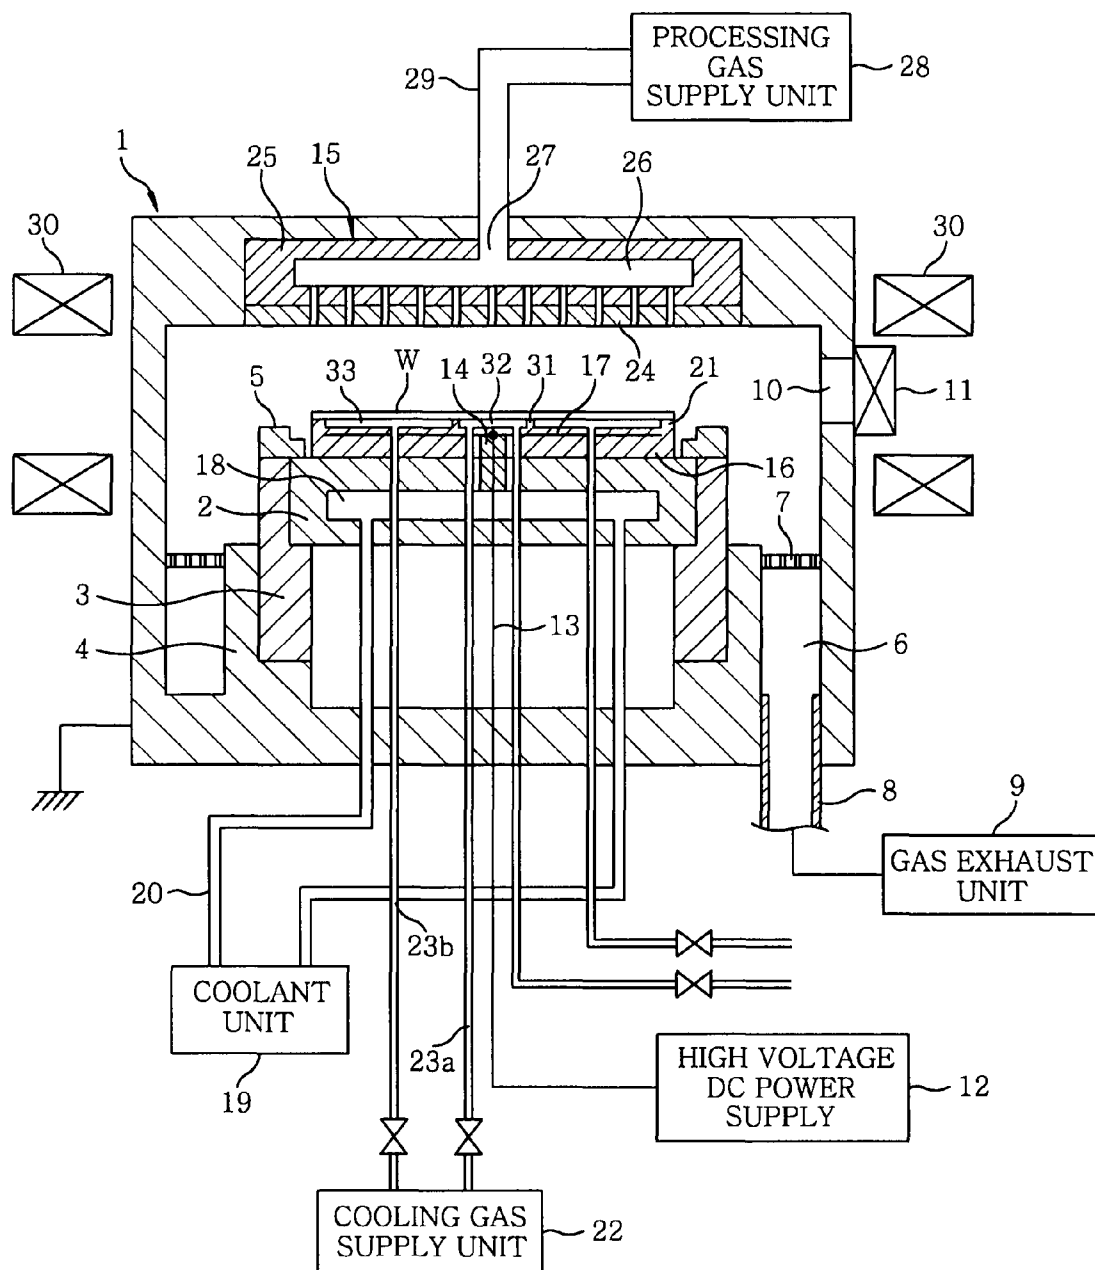 PROCESSING
GAS
SUPPLY UNIT
28
29
1
25
15
27
26
30
30
5
33
W
14
32
31
17
24
21
10
11
18
2
16
7
3
4
13
6
8
9
GAS EXHAUST
UNIT
20
23b
COOLANT
UNIT
19
23a
HIGH VOLTAGE
DC POWER
SUPPLY
12
COOLING GAS
SUPPLY UNIT
22